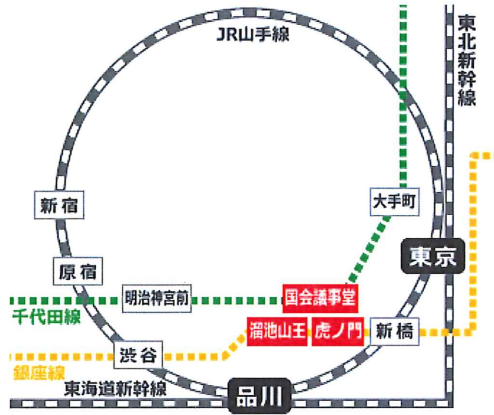 JR山手線
東北新幹線
新宿
大手町
原宿
東京
明治神宮前
国会議事堂
千代田線
溜池山王
虎ノ門
新橋
渋谷
銀座線
東海道新幹線
品川